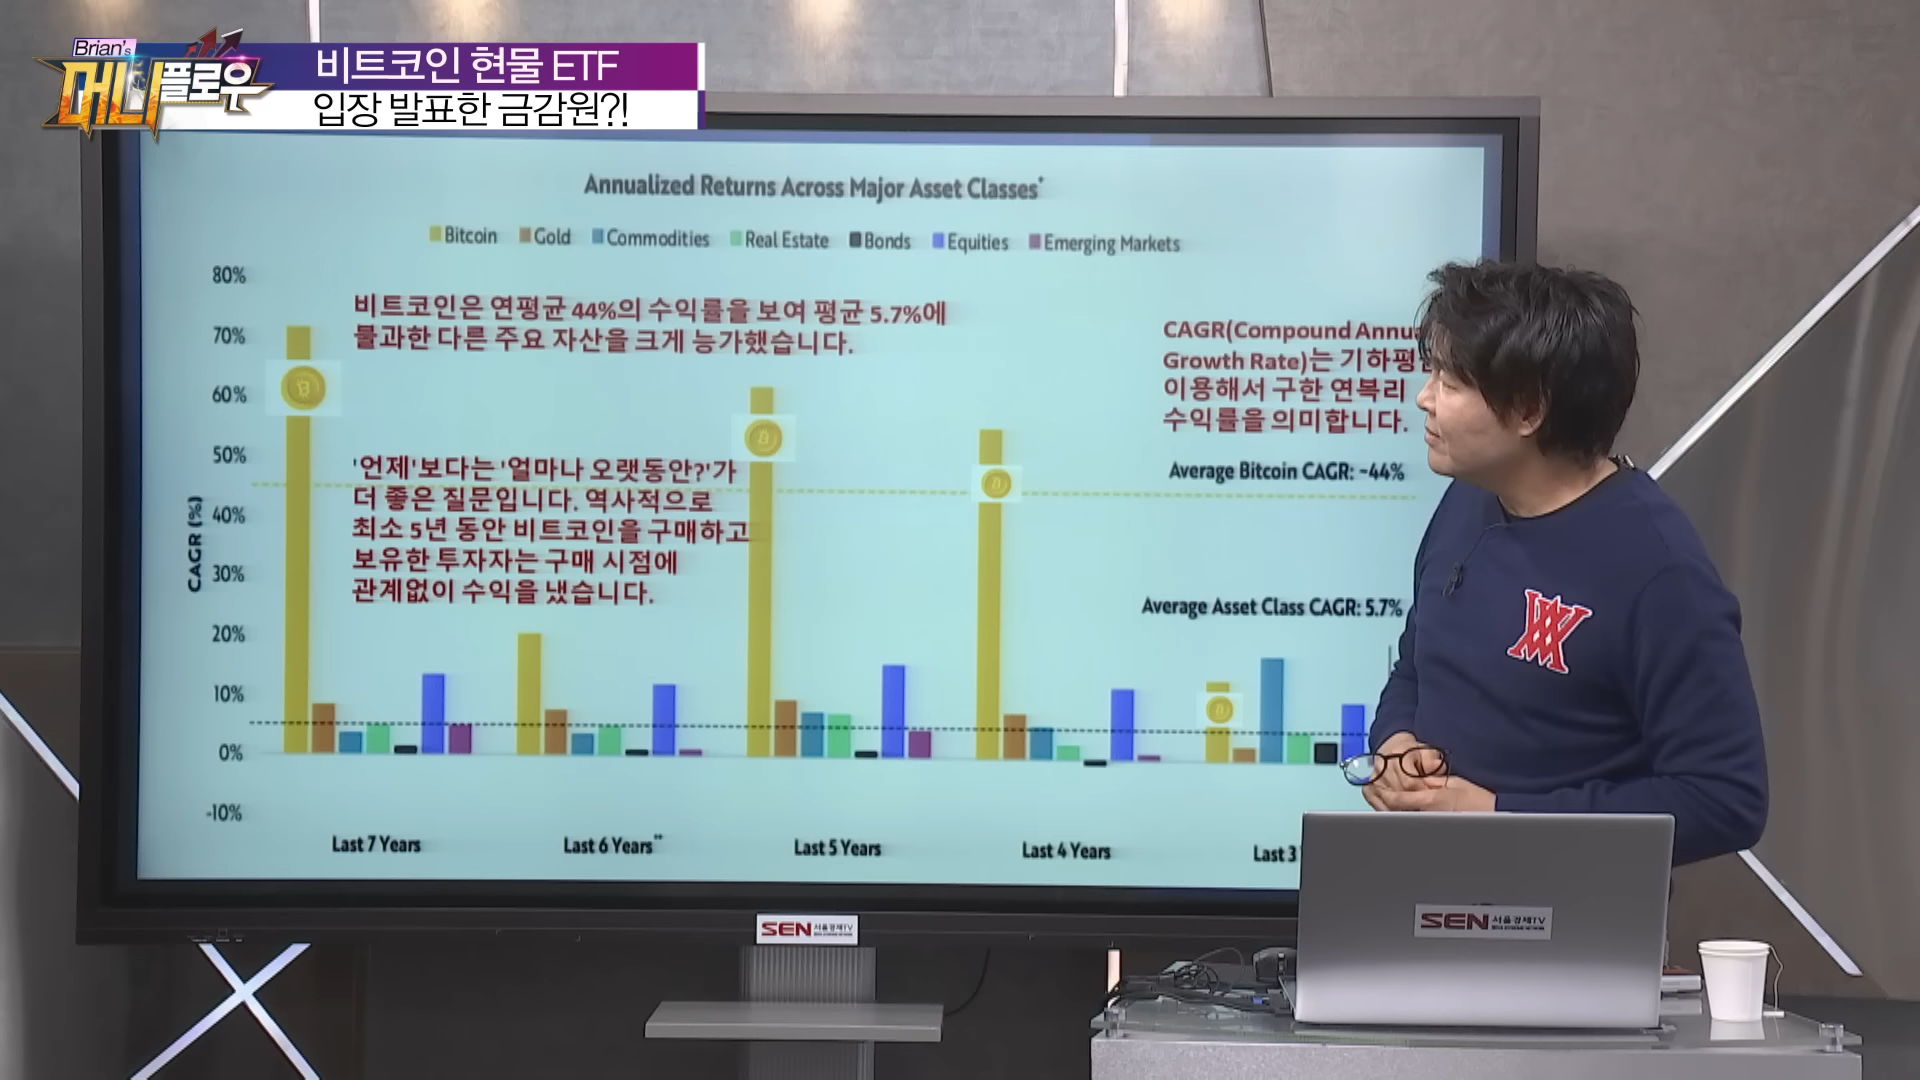 Brian's
머니플로우
비트코인 현물 ETF
입장 발표한 금감원?!
Annualized Returns Across Major Asset Classes*
Bitcoin Gold Commodities Real Estate Bonds Equities Emerging Markets
80%
70%
60%
50%
40%
30%
20%
10%
0%
-10%
CAGR (%)
비트코인은 연평균 44%의 수익률을 보여 평균 5.7%에
불과한 다른 주요 자산을 크게 능가했습니다.
'언제'보다는 '얼마나 오랫동안?'가
더 좋은 질문입니다. 역사적으로
최소 5년 동안 비트코인을 구매하고
보유한 투자자는 구매 시점에
관계없이 수익을 냈습니다.
CAGR(Compound Annua
Growth Rate)는 기하평균
이용해서 구한 연복리
수익률을 의미합니다.
Average Bitcoin CAGR: ~44%
Average Asset Class CAGR: 5.7%
Last 7 Years
Last 6 Years**
Last 5 Years
Last 4 Years
Last 3
SEN 서울경제TV
SEN 서울경제TV